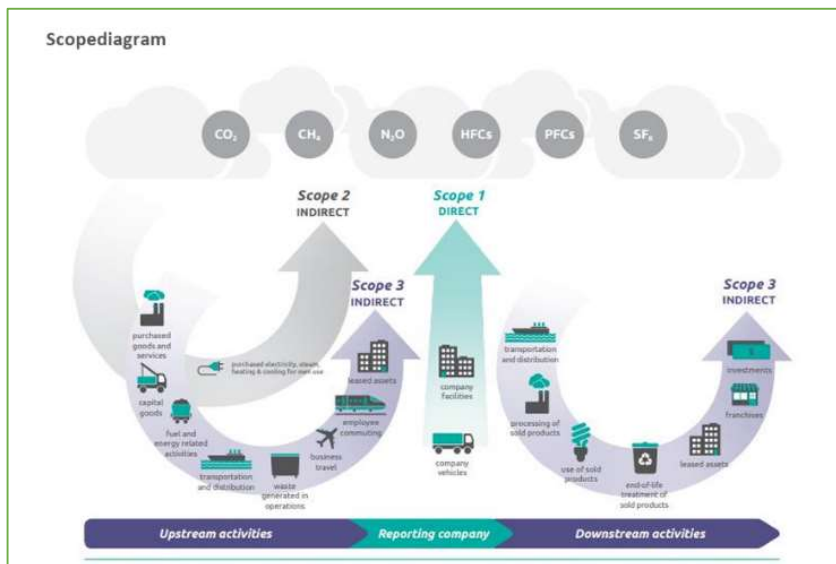 Scopediagram
CO₂
CH₄
N₂O
HFCs
PFCs
SF₆
Scope 2
INDIRECT
Scope 1
DIRECT
Scope 3
INDIRECT
Scope 3
INDIRECT
purchased
goods and
services
capital
goods
fuel and
energy related
activities
transportation
and distribution
waste
generated in
operations
business
travel
employee
commuting
leased assets
purchased electricity, steam,
heating & cooling for own use
company
facilities
company
vehicles
transportation
and distribution
processing of
sold products
use of sold
products
end-of-life
treatment of
sold products
leased assets
franchives
investments
Upstream activities
Reporting company
Downstream activities